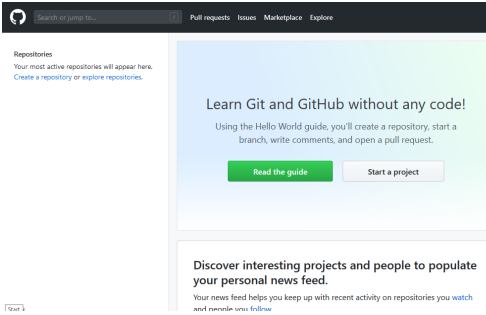 Search or jump to... /
Pull requests Issues Marketplace Explore
Repositories
Your most active repositories will appear here.
Create a repository or explore repositories.
Learn Git and GitHub without any code!
Using the Hello World guide, you'll create a repository, start a
branch, write comments, and open a pull request.
Read the guide
Start a project
Discover interesting projects and people to populate
your personal news feed.
Your news feed helps you keep up with recent activity on repositories you watch
and people you follow.
Start